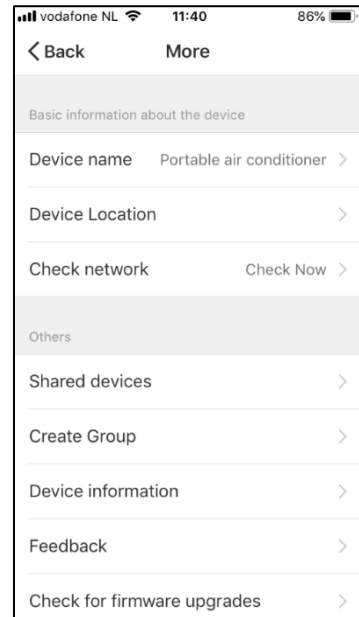 vodafone NL 11:40 86%
Back More
Basic information about the device
Device name Portable air conditioner
Device Location
Check network Check Now
Others
Shared devices
Create Group
Device information
Feedback
Check for firmware upgrades